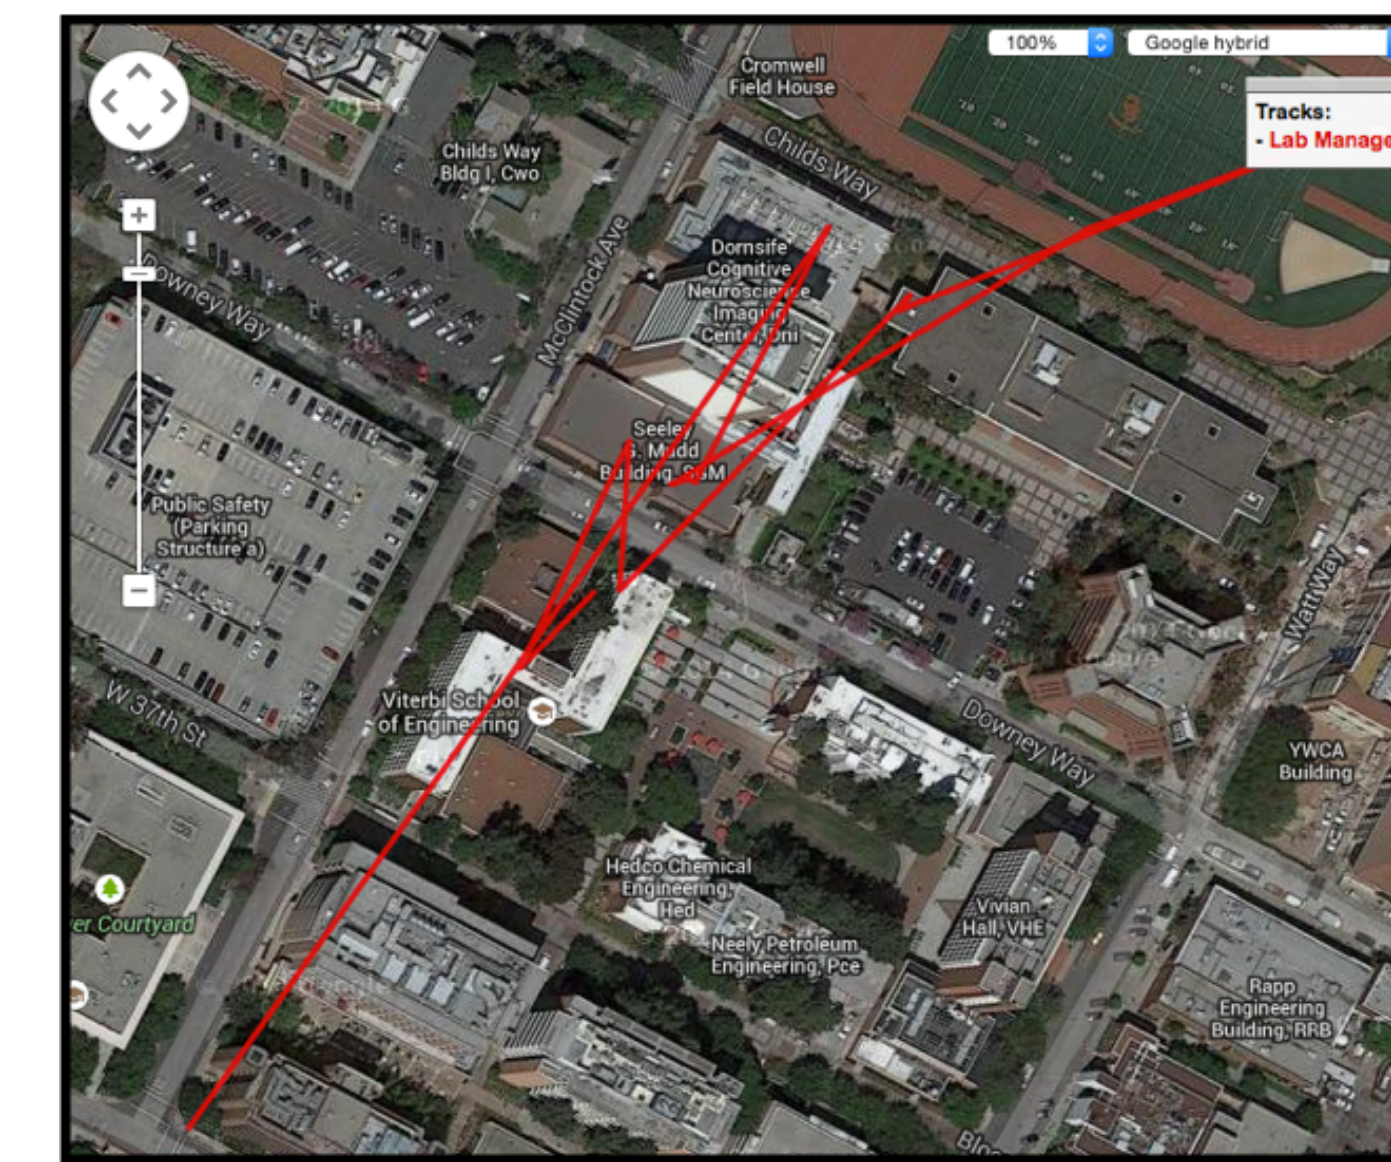 100%
Google hybrid
Tracks:
- Lab Manage
Cromwell
Field House
Childs Way
Childs Way
Bldg I, Cwo
McClintock Ave
Downey Way
Dornsife
Cognitive
Neuroscience
Imaging
Center, Dni
Seeley
G. Mudd
Building, SGM
Public Safety
(Parking
Structure a)
Watt Way
W 37th St
Viterbi School
of Engineering
Downey Way
YWCA
Building
Hedco Chemical
Engineering,
Hed
er Courtyard
Vivian
Hall, VHE
Neely Petroleum
Engineering, Pce
Rapp
Engineering
Building, RRB